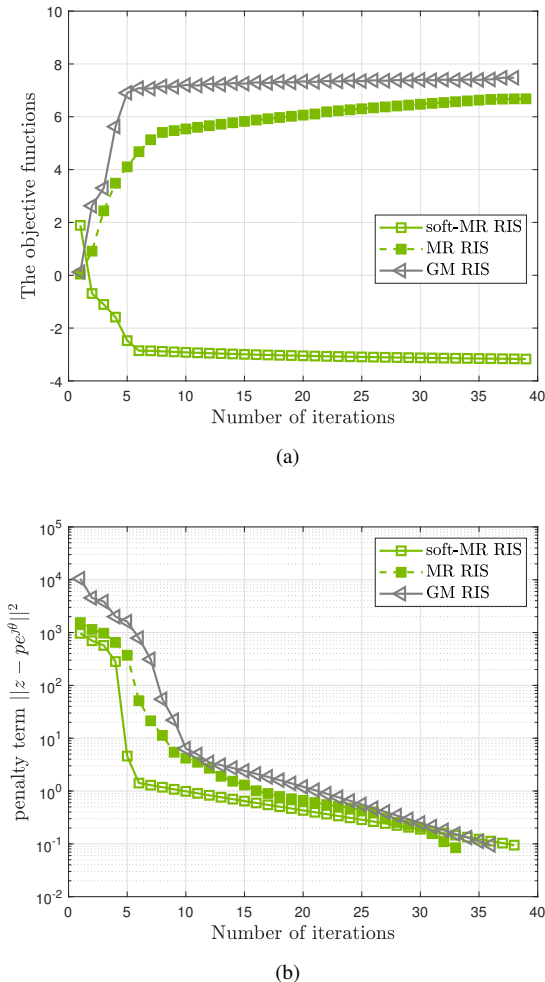 10
8
6
4
2
0
-2
-4
The objective functions
soft-MR RIS
MR RIS
GM RIS
0 5 10 15 20 25 30 35 40
Number of iterations
(a)
10^5
10^4
10^3
10^2
10^1
10^0
10^-1
10^-2
penalty term ||z − pe^{jθ}||^2
soft-MR RIS
MR RIS
GM RIS
0 5 10 15 20 25 30 35 40
Number of iterations
(b)